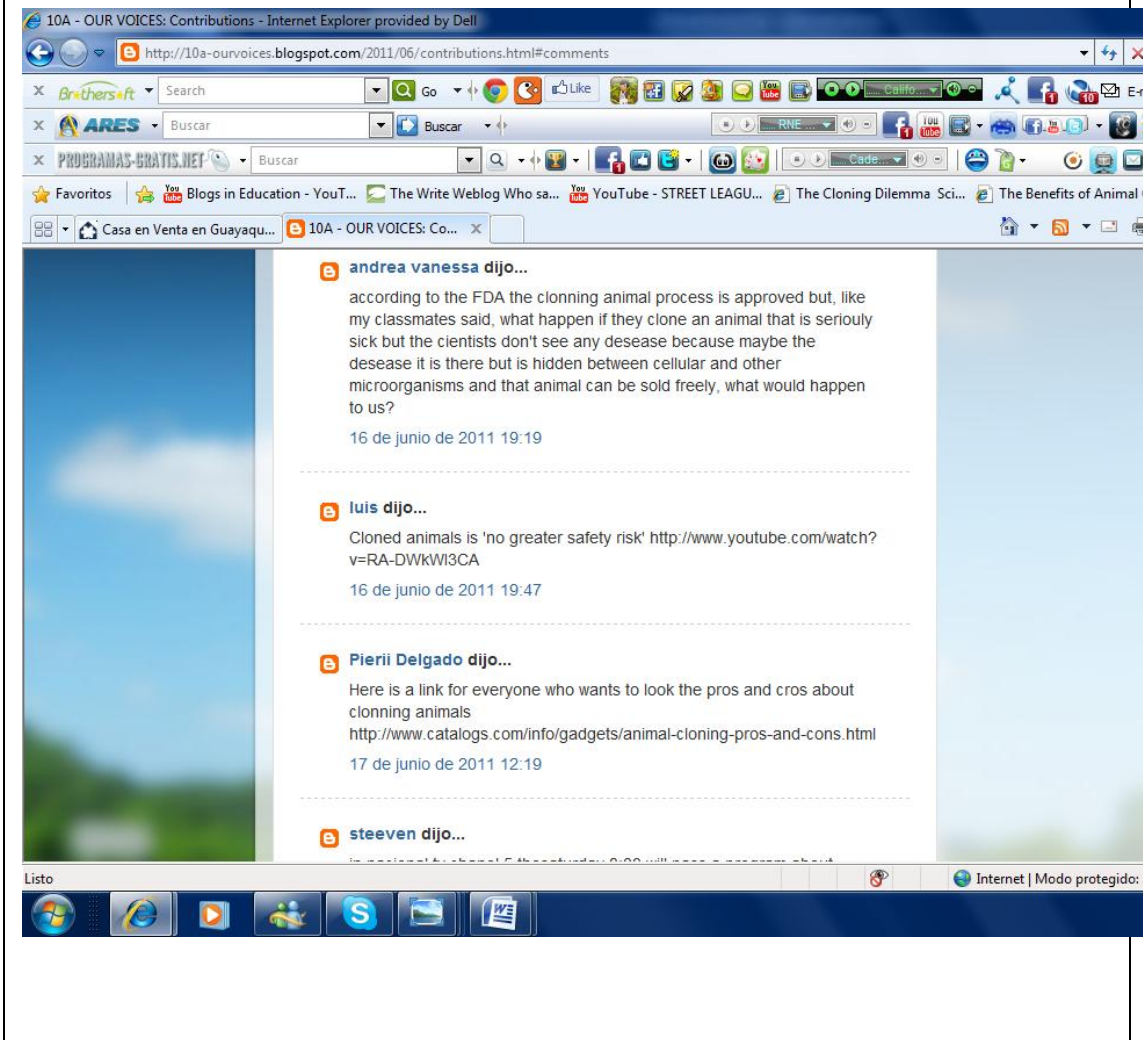 10A - OUR VOICES: Contributions - Internet Explorer provided by Dell
http://10a-ourvoices.blogspot.com/2011/06/contributions.html#comments
X Brothersoft Search Go Like You Tube Califo... E-
X ARES Buscar Buscar RNE ... You Tube
X PROGRAMAS-GRATIS.NET Buscar Cade...
Favoritos Blogs in Education - YouT... The Write Weblog Who sa... YouTube - STREET LEAGU... The Cloning Dilemma Sci... The Benefits of Animal
Casa en Venta en Guayaqu... 10A - OUR VOICES: Co... X
andrea vanessa dijo...
according to the FDA the clonning animal process is approved but, like
my classmates said, what happen if they clone an animal that is seriouly
sick but the cientists don't see any desease because maybe the
desease it is there but is hidden between cellular and other
microorganisms and that animal can be sold freely, what would happen
to us?
16 de junio de 2011 19:19
luis dijo...
Cloned animals is 'no greater safety risk' http://www.youtube.com/watch?
v=RA-DWkWl3CA
16 de junio de 2011 19:47
Pierii Delgado dijo...
Here is a link for everyone who wants to look the pros and cros about
clonning animals
http://www.catalogs.com/info/gadgets/animal-cloning-pros-and-cons.html
17 de junio de 2011 12:19
steeven dijo...
Listo Internet | Modo protegido: